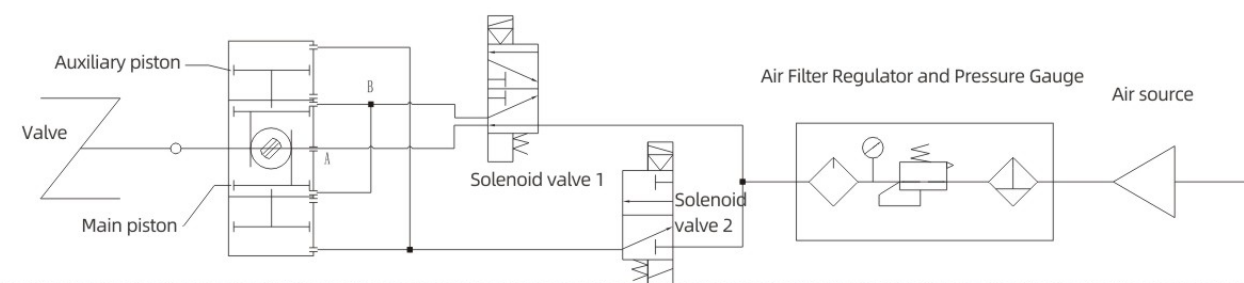 Auxiliary piston
B
Air Filter Regulator and Pressure Gauge
Air source
Valve
A
Solenoid valve 1
Solenoid
valve 2
Main piston